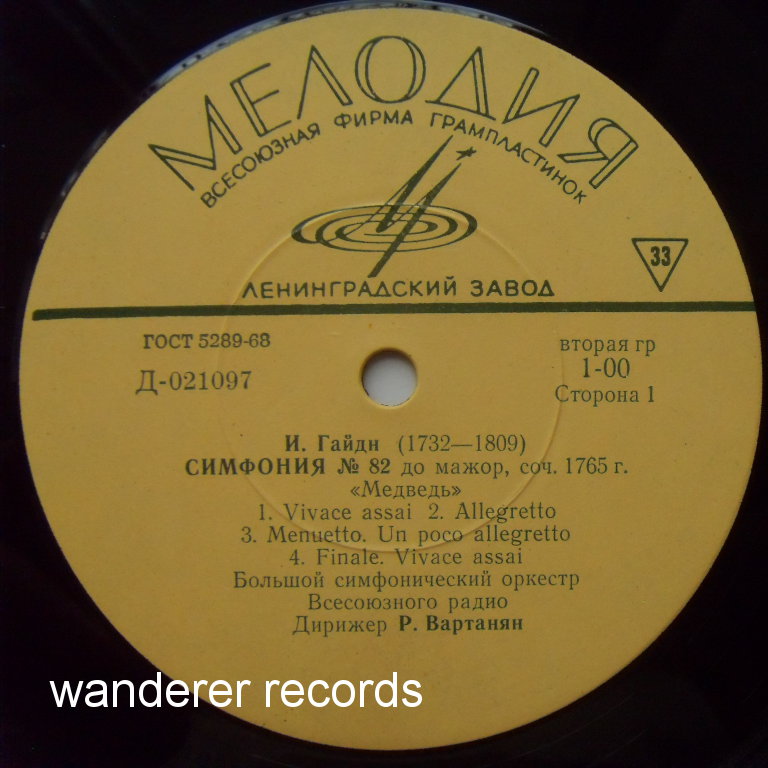 МЕЛОДИЯ
ВСЕСОЮЗНАЯ ФИРМА ГРАМПЛАСТИНОК
33
ЛЕНИНГРАДСКИЙ ЗАВОД
ГОСТ 5289-68
Д-021097
вторая гр
1-00
Сторона 1
И. Гайдн (1732—1809)
СИМФОНИЯ № 82 до мажор, соч. 1765 г.
«Медведь»
1. Vivace assai 2. Allegretto
3. Menuetto. Un poco allegretto
4. Finale. Vivace assai
Большой симфонический оркестр
Всесоюзного радио
Дирижер Р. Вартанян
wanderer records